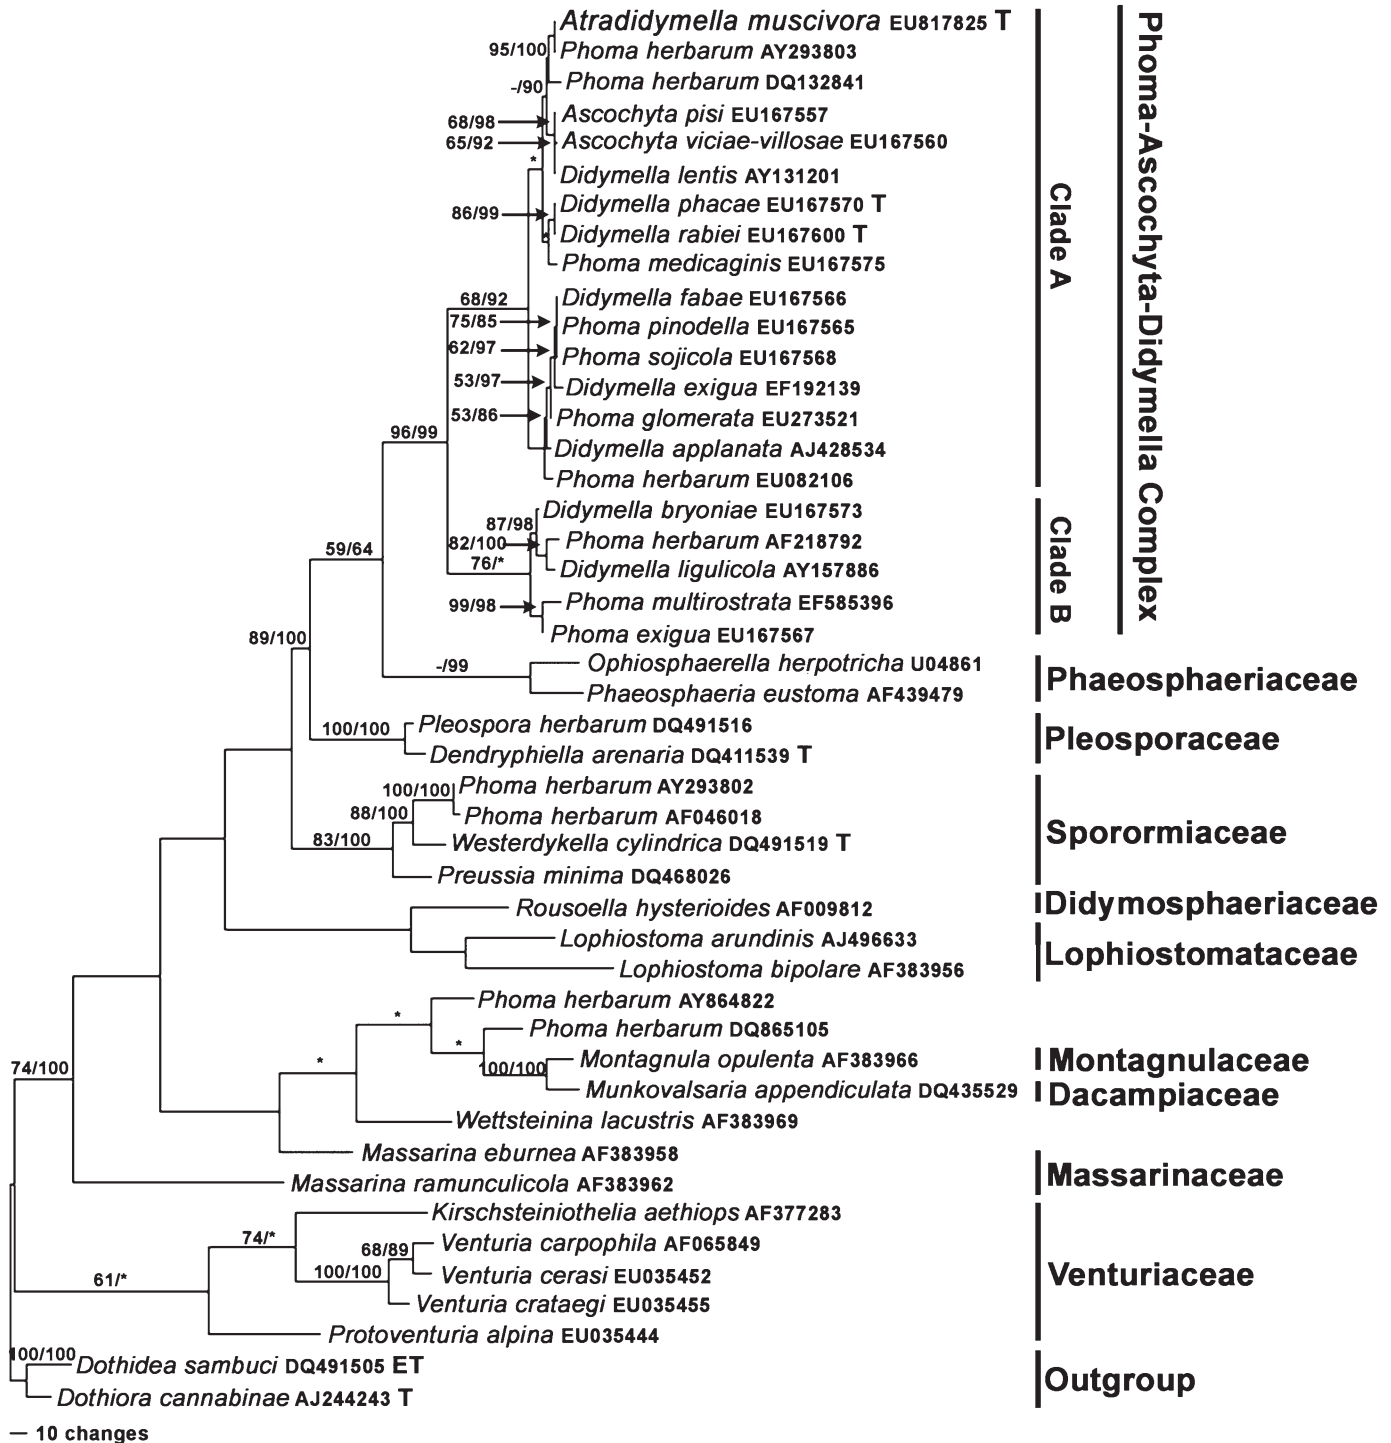 Atradidymella muscivora EU817825 T
95/100
Phoma herbarum AY293803
Phoma herbarum DQ132841
-/90
Ascochyta pisi EU167557
68/98
65/92
Ascochyta viciae-villosae EU167560
*
Didymella lentis AY131201
Didymella phacae EU167570 T
86/99
Didymella rabiei EU167600 T
*
Phoma medicaginis EU167575
68/92
Didymella fabae EU167566
75/85
Phoma pinodella EU167565
62/97
Phoma sojicola EU167568
53/97
Didymella exigua EF192139
53/86
Phoma glomerata EU273521
96/99
Didymella applanata AJ428534
Phoma herbarum EU082106
Clade A
Phoma-Ascochyta-Didymella Complex
Didymella bryoniae EU167573
87/98
82/100
Phoma herbarum AF218792
59/64
76/*
Didymella ligulicola AY157886
99/98
Phoma multirostrata EF585396
Phoma exigua EU167567
Clade B
89/100
-/99
Ophiosphaerella herpotricha U04861
Phaeosphaeria eustoma AF439479
Phaeosphaeriaceae
100/100
Pleospora herbarum DQ491516
Dendryphiella arenaria DQ411539 T
Pleosporaceae
100/100
Phoma herbarum AY293802
88/100
Phoma herbarum AF046018
83/100
Westerdykella cylindrica DQ491519 T
Preussia minima DQ468026
Sporormiaceae
Rousoella hysterioides AF009812
Didymosphaeriaceae
Lophiostoma arundinis AJ496633
Lophiostoma bipolare AF383956
Lophiostomataceae
Phoma herbarum AY864822
*
Phoma herbarum DQ865105
*
*
74/100
100/100
Montagnula opulenta AF383966
Montagnulaceae
Munkovalsaria appendiculata DQ435529
Dacampiaceae
Wettsteinina lacustris AF383969
Massarina eburnea AF383958
Massarina ramunculicola AF383962
Massarinaceae
Kirschsteiniothelia aethiops AF377283
74/*
68/89
Venturia carpophila AF065849
100/100
Venturia cerasi EU035452
61/*
Venturia crataegi EU035455
Protoventuria alpina EU035444
Venturiaceae
100/100
Dothidea sambuci DQ491505 ET
Dothiora cannabinae AJ244243 T
Outgroup
10 changes